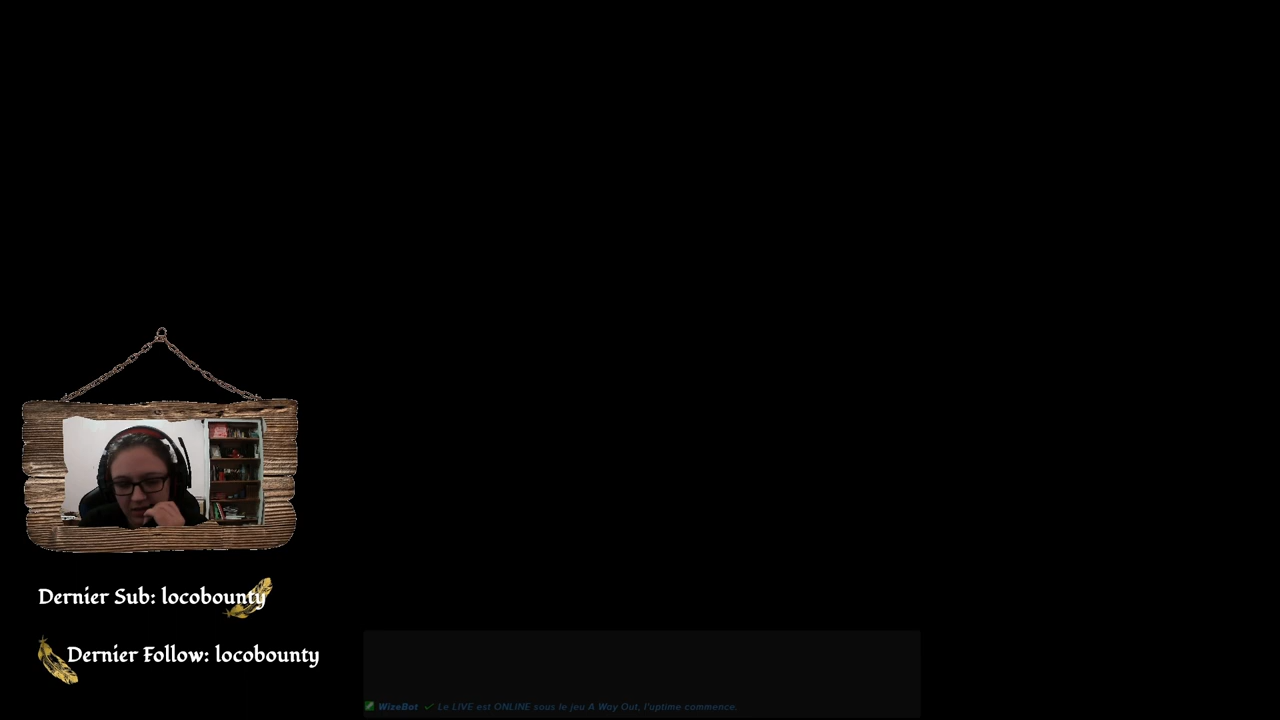 Dernier Sub: locobounty
Dernier Follow: locobounty
WizeBot ✓ Le LIVE est ONLINE sous le jeu A Way Out, l'uptime commence.